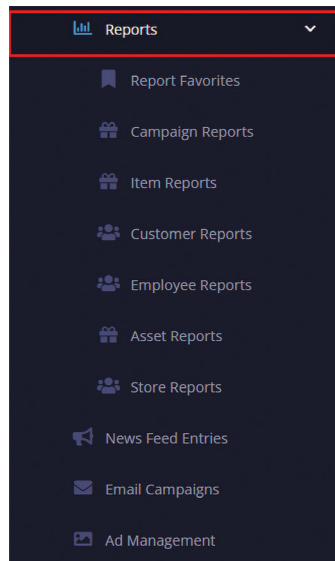 Reports
Report Favorites
Campaign Reports
Item Reports
Customer Reports
Employee Reports
Asset Reports
Store Reports
News Feed Entries
Email Campaigns
Ad Management